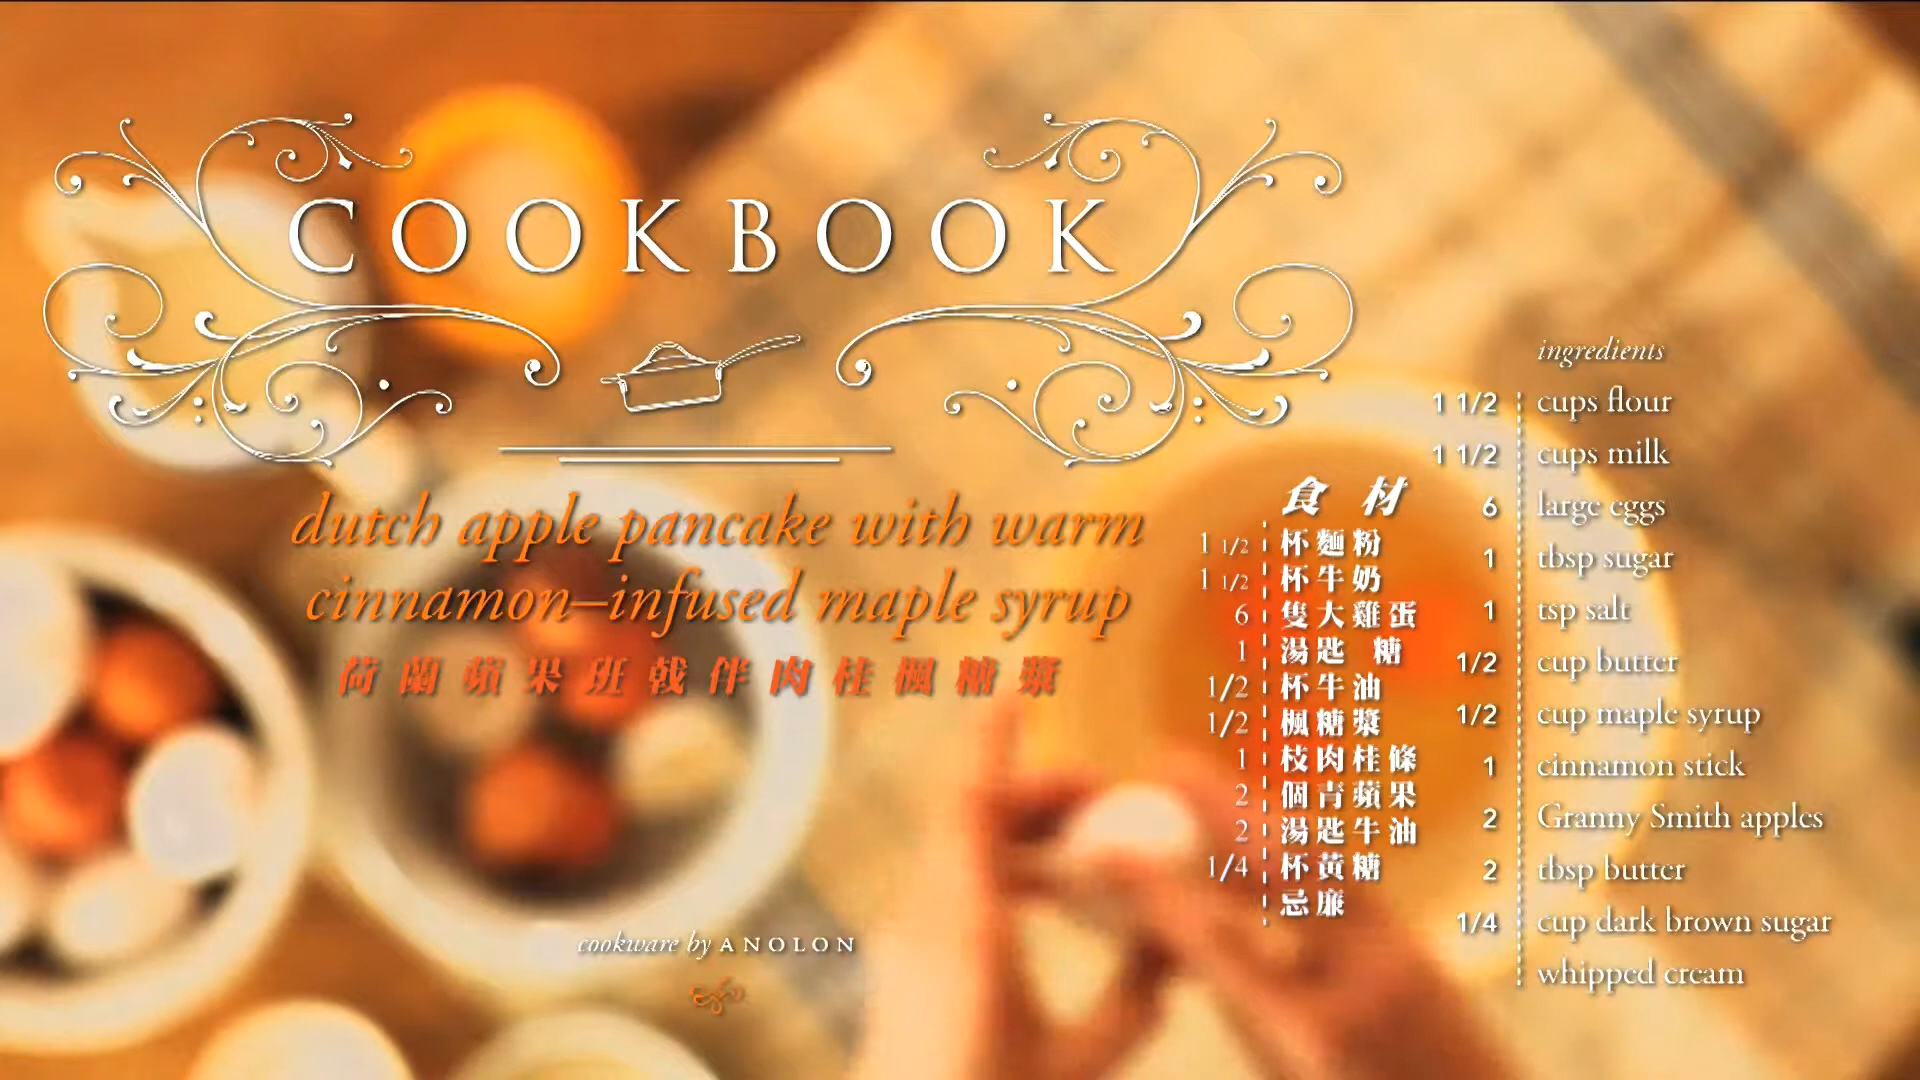 COOKBOOK
dutch apple pancake with warm
cinnamon–infused maple syrup
荷蘭蘋果班戟伴肉桂楓糖漿
cookware by ANOLON
食材
1 1/2 杯麵粉
1 1/2 杯牛奶
6 隻大雞蛋
1 湯匙 糖
1/2 杯牛油
1/2 楓糖漿
1 枝肉桂條
2 個青蘋果
2 湯匙牛油
1/4 杯黃糖
忌廉
ingredients
1 1/2 cups flour
1 1/2 cups milk
6 large eggs
1 tbsp sugar
1 tsp salt
1/2 cup butter
1/2 cup maple syrup
1 cinnamon stick
2 Granny Smith apples
2 tbsp butter
1/4 cup dark brown sugar
whipped cream